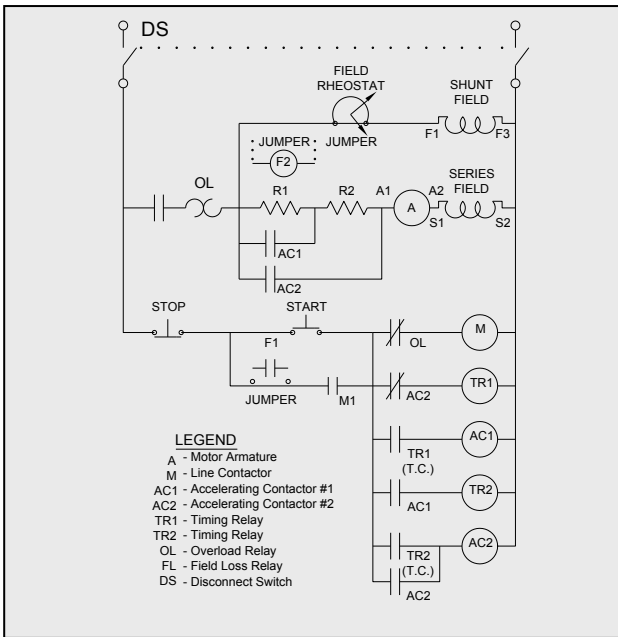 DS
FIELD
RHEOSTAT
SHUNT
FIELD
F1
F3
JUMPER
JUMPER
F2
OL
R1
R2
A1
A
A2
SERIES
FIELD
S1
S2
AC1
AC2
STOP
START
F1
OL
M
JUMPER
M1
AC2
TR1
TR1
(T.C.)
AC1
AC1
TR2
TR2
(T.C.)
AC2
AC2
LEGEND
A - Motor Armature
M - Line Contactor
AC1 - Accelerating Contactor #1
AC2 - Accelerating Contactor #2
TR1 - Timing Relay
TR2 - Timing Relay
OL - Overload Relay
FL - Field Loss Relay
DS - Disconnect Switch